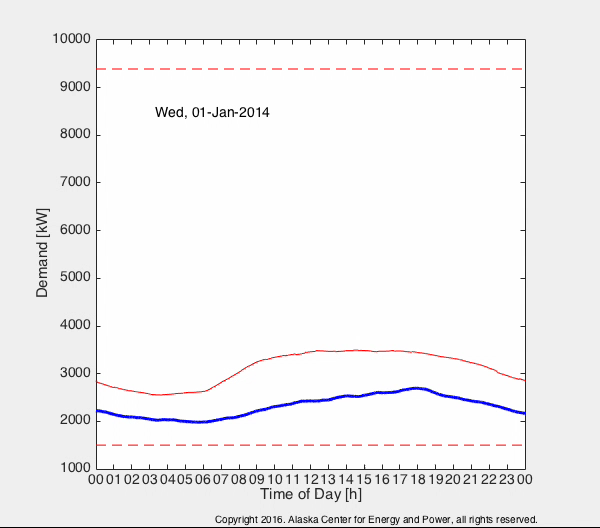 10000
9000
Wed, 01-Jan-2014
8000
7000
6000
5000
4000
3000
2000
1000
Demand [kW]
00 01 02 03 04 05 06 07 08 09 10 11 12 13 14 15 16 17 18 19 20 21 22 23 00
Time of Day [h]
Copyright 2016. Alaska Center for Energy and Power, all rights reserved.